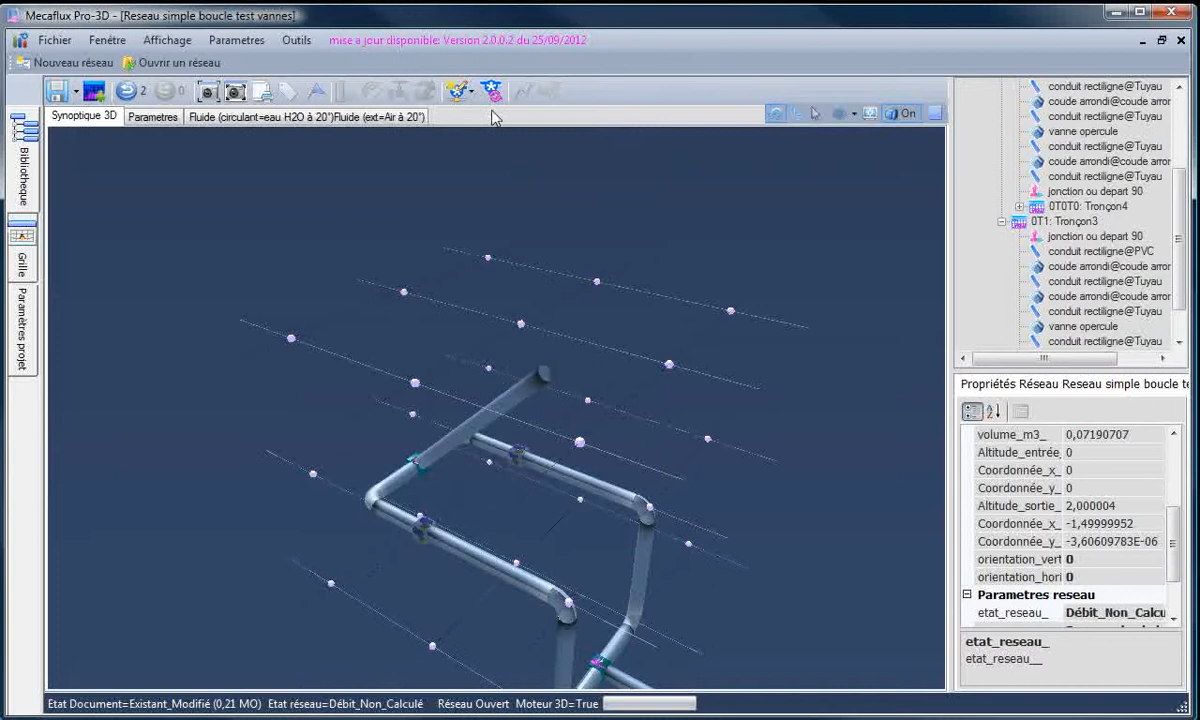 Mecaflux Pro-3D - [Reseau simple boucle test vannes]
Fichier Fenétre Affichage Parametres Outils mise a jour disponible: Version 2.0.0.2 du 25/09/2012
Nouveau réseau Ouvrir un réseau
2 0
Synoptique 3D Parametres Fluide (circulant=eau H2O à 20°)Fluide (ext=Air à 20°) On
Bibliotheque
Grille
Paramètres projet
conduit rectiligne@Tuyau
coude arrondi@coude arror
conduit rectiligne@Tuyau
vanne opercule
conduit rectiligne@Tuyau
coude arrondi@coude arror
conduit rectiligne@Tuyau
jonction ou depart 90
0T0T0: Tronçon4
0T1: Tronçon3
jonction ou depart 90
conduit rectiligne@PVC
coude arrondi@coude arror
conduit rectiligne@Tuyau
coude arrondi@coude arror
conduit rectiligne@Tuyau
vanne opercule
conduit rectiligne@Tuyau
Propriétés Réseau Reseau simple boucle te
volume_m3_ 0,07190707
Altitude_entrée_ 0
Coordonnée_x_ 0
Coordonnée_y_ 0
Altitude_sortie_ 2,000004
Coordonnée_x_ -1,49999952
Coordonnée_y_ -3,60609783E-06
orientation_vert 0
orientation_hori 0
Parametres reseau
etat_reseau_ Débit_Non_Calcu
etat_reseau_
etat_reseau__
Etat Document=Existant_Modifié (0,21 MO) Etat réseau=Débit_Non_Calculé Réseau Ouvert Moteur 3D=True